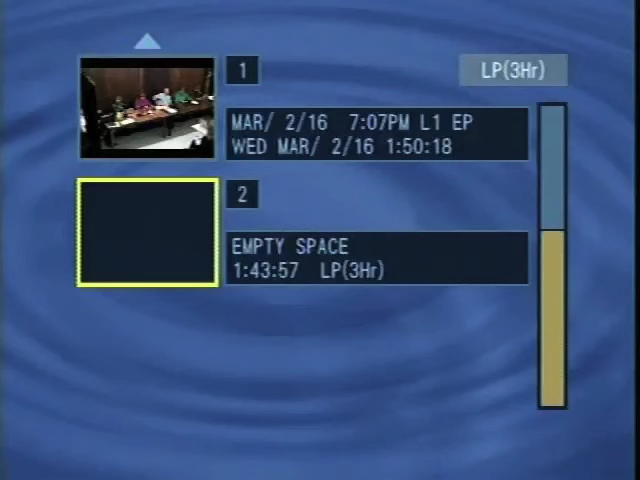 1
LP(3Hr)
MAR/ 2/16 7:07PM L1 EP
WED MAR/ 2/16 1:50:18
2
EMPTY SPACE
1:43:57 LP(3Hr)